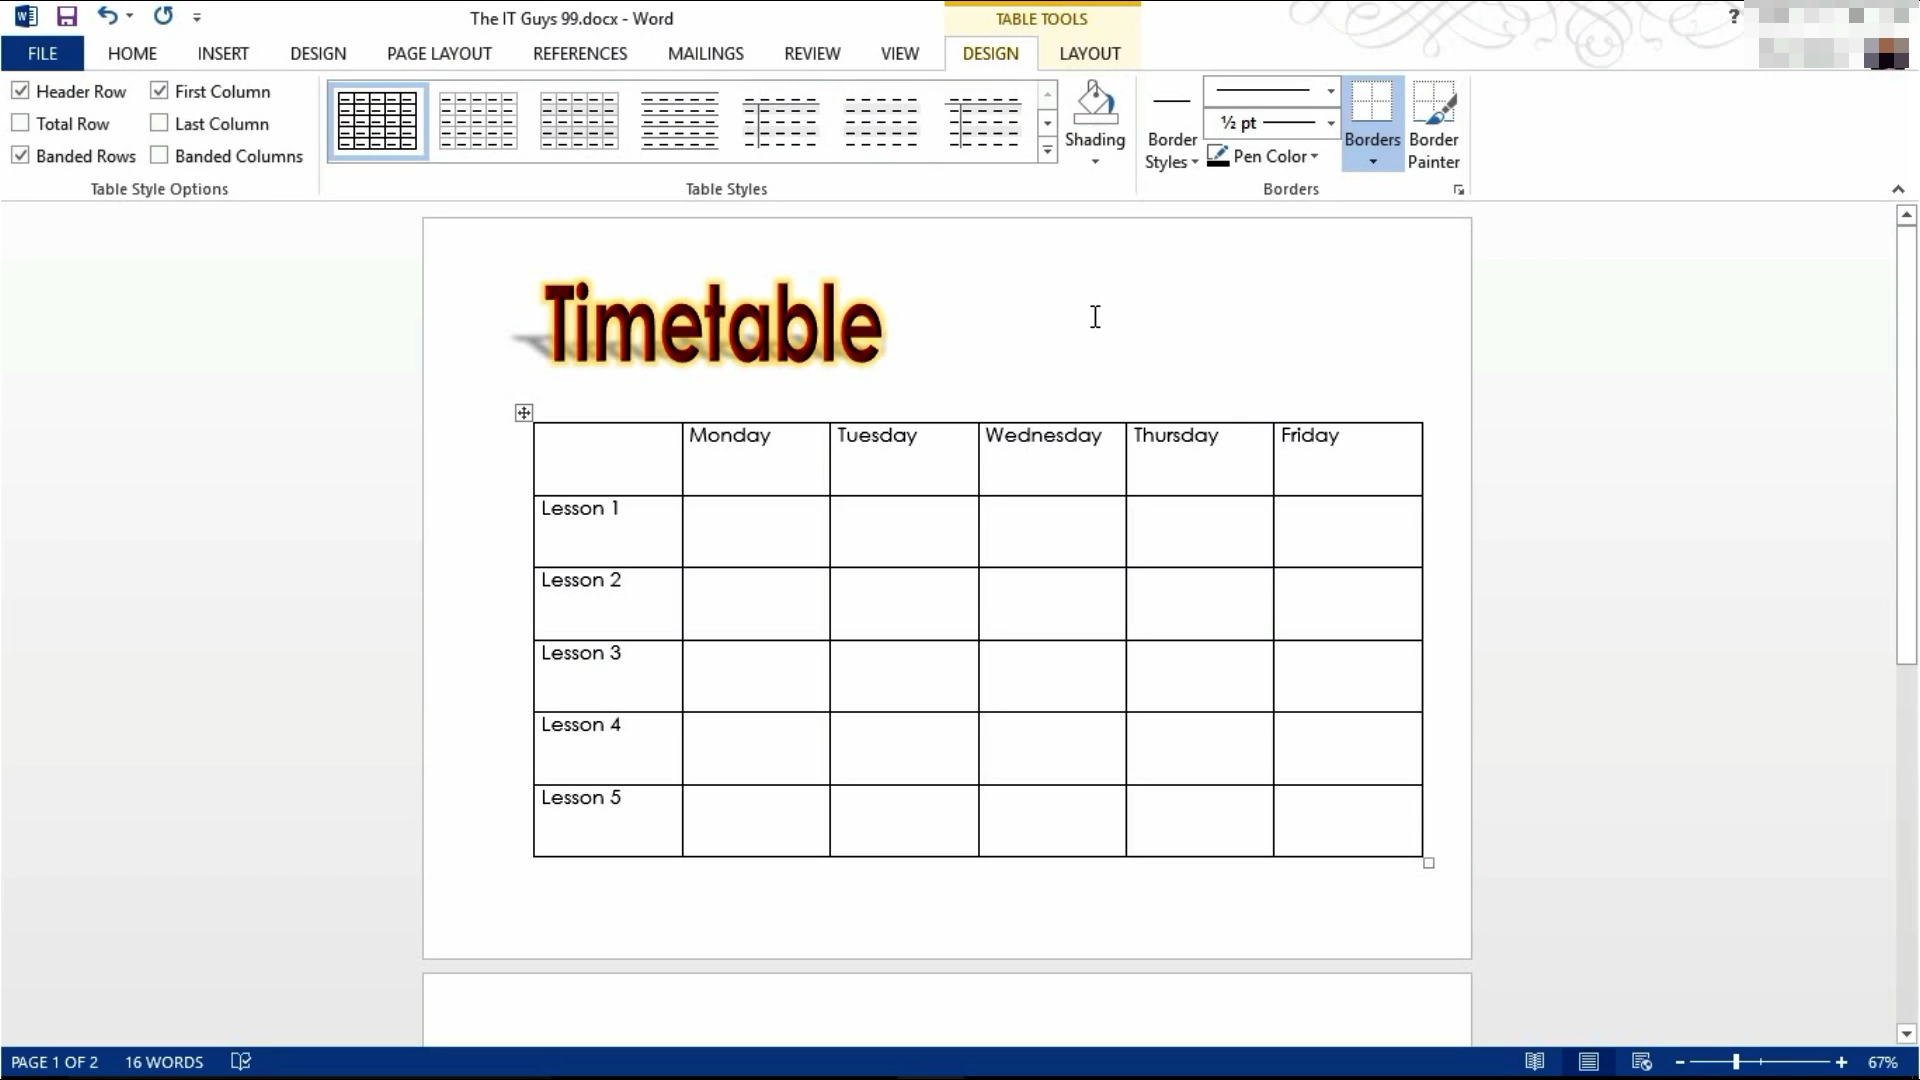 The IT Guys 99.docx - Word
TABLE TOOLS
?
FILE HOME INSERT DESIGN PAGE LAYOUT REFERENCES MAILINGS REVIEW VIEW DESIGN LAYOUT
Header Row First Column
Total Row Last Column
Banded Rows Banded Columns
Table Style Options
Table Styles
Shading
Border Styles
½ pt
Pen Color
Borders
Border Painter
Borders
Timetable
Monday Tuesday Wednesday Thursday Friday
Lesson 1
Lesson 2
Lesson 3
Lesson 4
Lesson 5
PAGE 1 OF 2 16 WORDS 67%